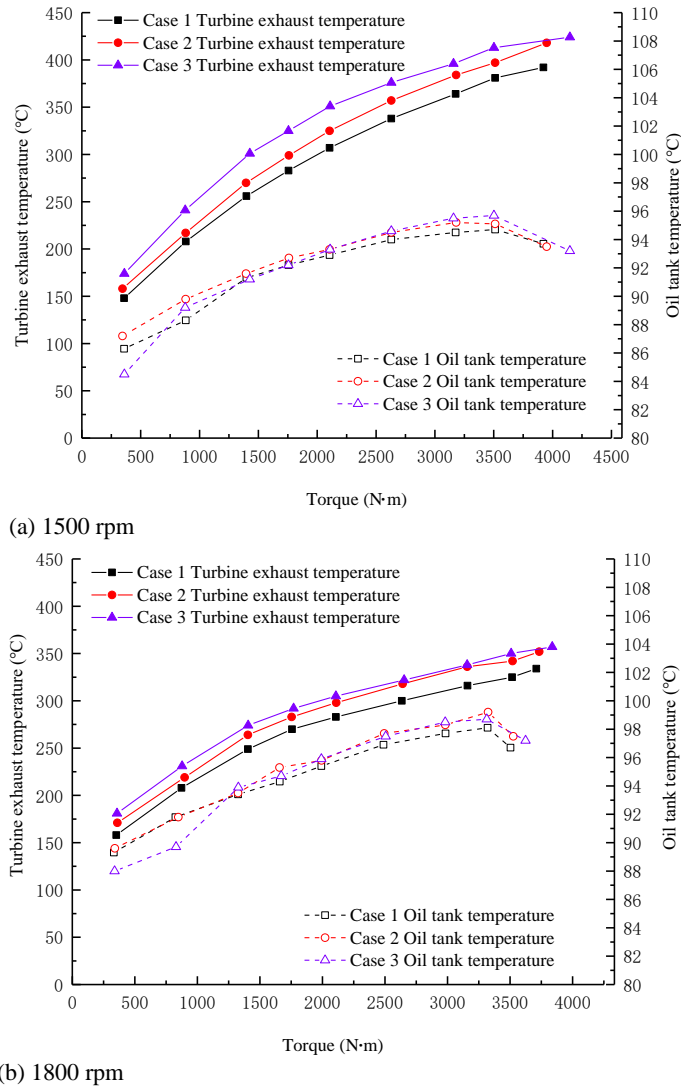 Case 1 Turbine exhaust temperature
Case 2 Turbine exhaust temperature
Case 3 Turbine exhaust temperature
450
400
350
300
250
200
150
100
50
0
Turbine exhaust temperature (°C)
110
108
106
104
102
100
98
96
94
92
90
88
86
84
82
80
Oil tank temperature (°C)
Case 1 Oil tank temperature
Case 2 Oil tank temperature
Case 3 Oil tank temperature
0 500 1000 1500 2000 2500 3000 3500 4000 4500
Torque (N·m)
(a) 1500 rpm
Case 1 Turbine exhaust temperature
Case 2 Turbine exhaust temperature
Case 3 Turbine exhaust temperature
450
400
350
300
250
200
150
100
50
0
Turbine exhaust temperature (°C)
110
108
106
104
102
100
98
96
94
92
90
88
86
84
82
80
Oil tank temperature (°C)
Case 1 Oil tank temperature
Case 2 Oil tank temperature
Case 3 Oil tank temperature
0 500 1000 1500 2000 2500 3000 3500 4000
Torque (N·m)
(b) 1800 rpm